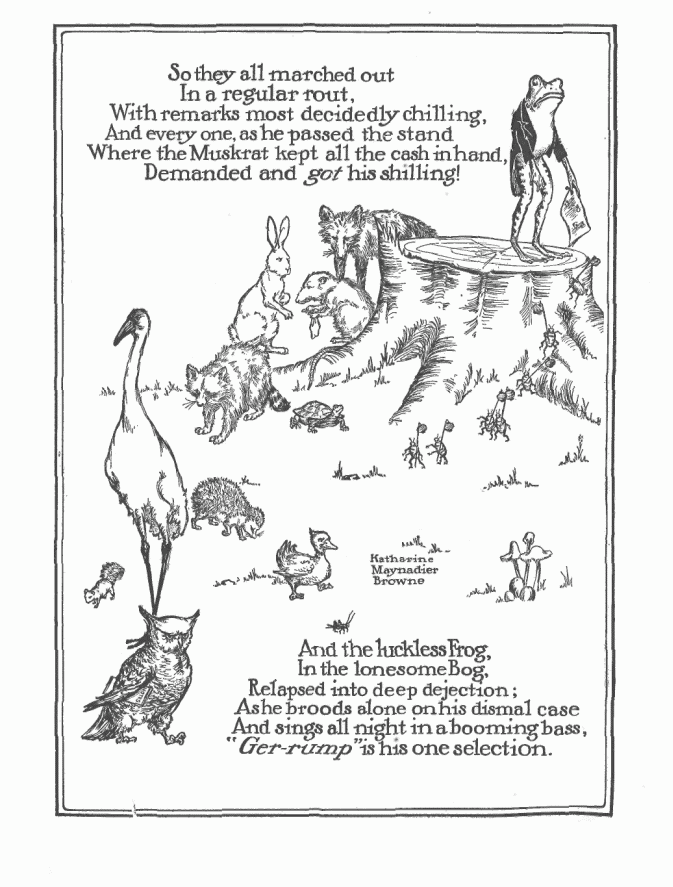 So they all marched out
In a regular rout,
With remarks most decidedly chilling,
And every one, as he passed the stand
Where the Muskrat kept all the cash in hand,
Demanded and got his shilling!
Katharine
Maynadier
Browne
And the luckless Frog,
In the lonesome Bog,
Relapsed into deep dejection;
As he broods alone on his dismal case
And sings all night in a booming bass,
"Ger-rump" is his one selection.